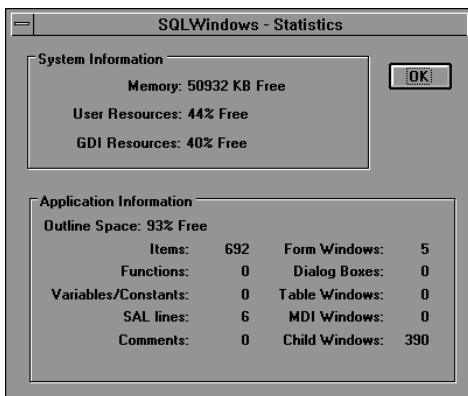 SQLWindows - Statistics
System Information
Memory: 50932 KB Free
OK
User Resources: 44% Free
GDI Resources: 40% Free
Application Information
Outline Space: 93% Free
Items: 692 Form Windows: 5
Functions: 0 Dialog Boxes: 0
Variables/Constants: 0 Table Windows: 0
SAL lines: 6 MDI Windows: 0
Comments: 0 Child Windows: 390